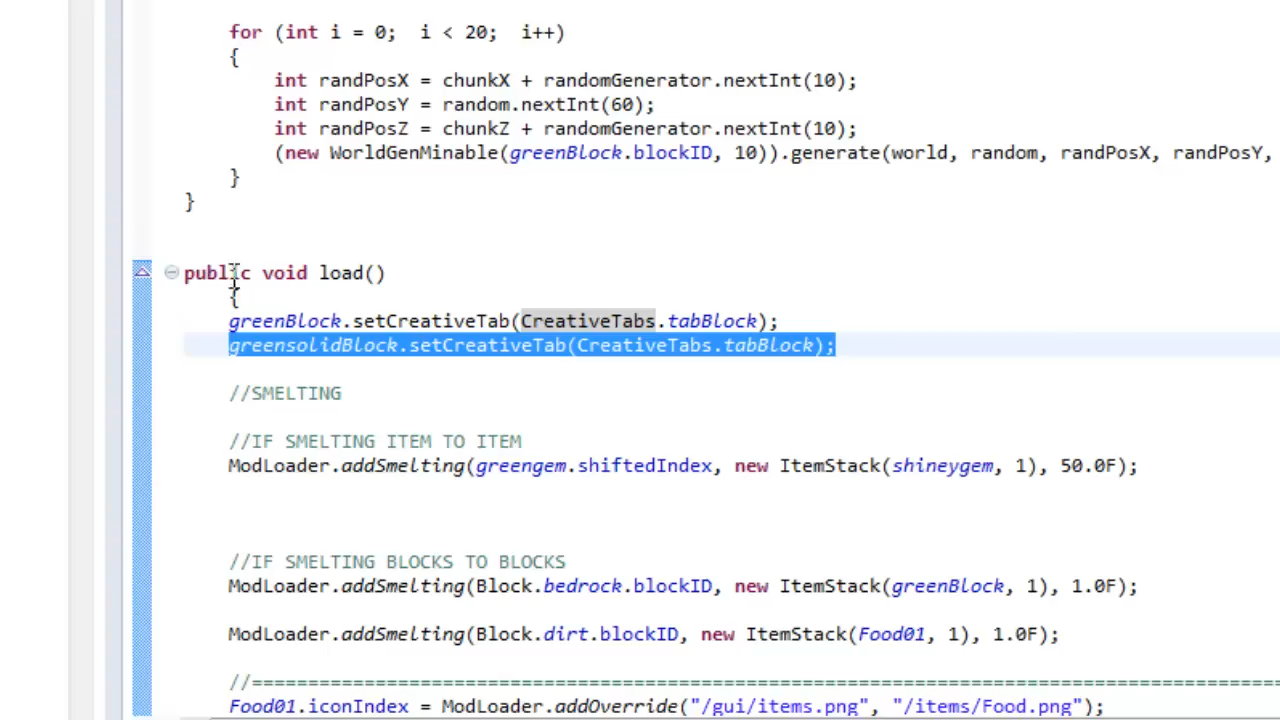 for (int i = 0;  i < 20;  i++)
{
int randPosX = chunkX + randomGenerator.nextInt(10);
int randPosY = random.nextInt(60);
int randPosZ = chunkZ + randomGenerator.nextInt(10);
(new WorldGenMinable(greenBlock.blockID, 10)).generate(world, random, randPosX, randPosY,
}
}
public void load()
{
greenBlock.setCreativeTab(CreativeTabs.tabBlock);
greensolidBlock.setCreativeTab(CreativeTabs.tabBlock);
//SMELTING
//IF SMELTING ITEM TO ITEM
ModLoader.addSmelting(greengem.shiftedIndex, new ItemStack(shineygem, 1), 50.0F);
//IF SMELTING BLOCKS TO BLOCKS
ModLoader.addSmelting(Block.bedrock.blockID, new ItemStack(greenBlock, 1), 1.0F);
ModLoader.addSmelting(Block.dirt.blockID, new ItemStack(Food01, 1), 1.0F);
//==============================================================================================
Food01.iconIndex = ModLoader.addOverride("/gui/items.png", "/items/Food.png");